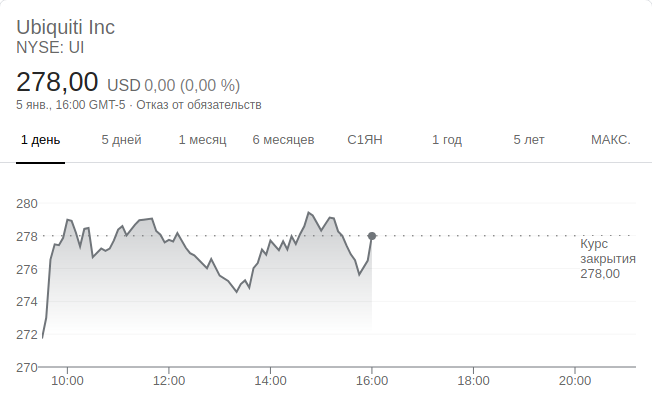 Ubiquiti Inc
NYSE: UI
278,00 USD 0,00 (0,00 %)
5 янв., 16:00 GMT-5 · Отказ от обязательств
1 день 5 дней 1 месяц 6 месяцев С1ЯН 1 год 5 лет МАКС.
280
278
276
274
272
270
Курс
закрытия
278,00
10:00 12:00 14:00 16:00 18:00 20:00